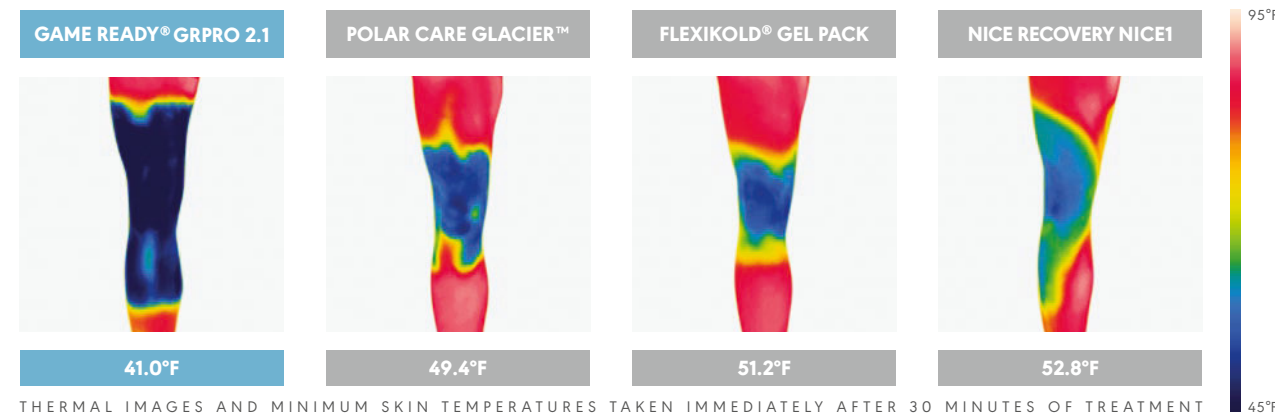 GAME READY® GRPRO 2.1
POLAR CARE GLACIER™
FLEXIKOLD® GEL PACK
NICE RECOVERY NICE1
95°F
41.0°F
49.4°F
51.2°F
52.8°F
THERMAL IMAGES AND MINIMUM SKIN TEMPERATURES TAKEN IMMEDIATELY AFTER 30 MINUTES OF TREATMENT
45°F